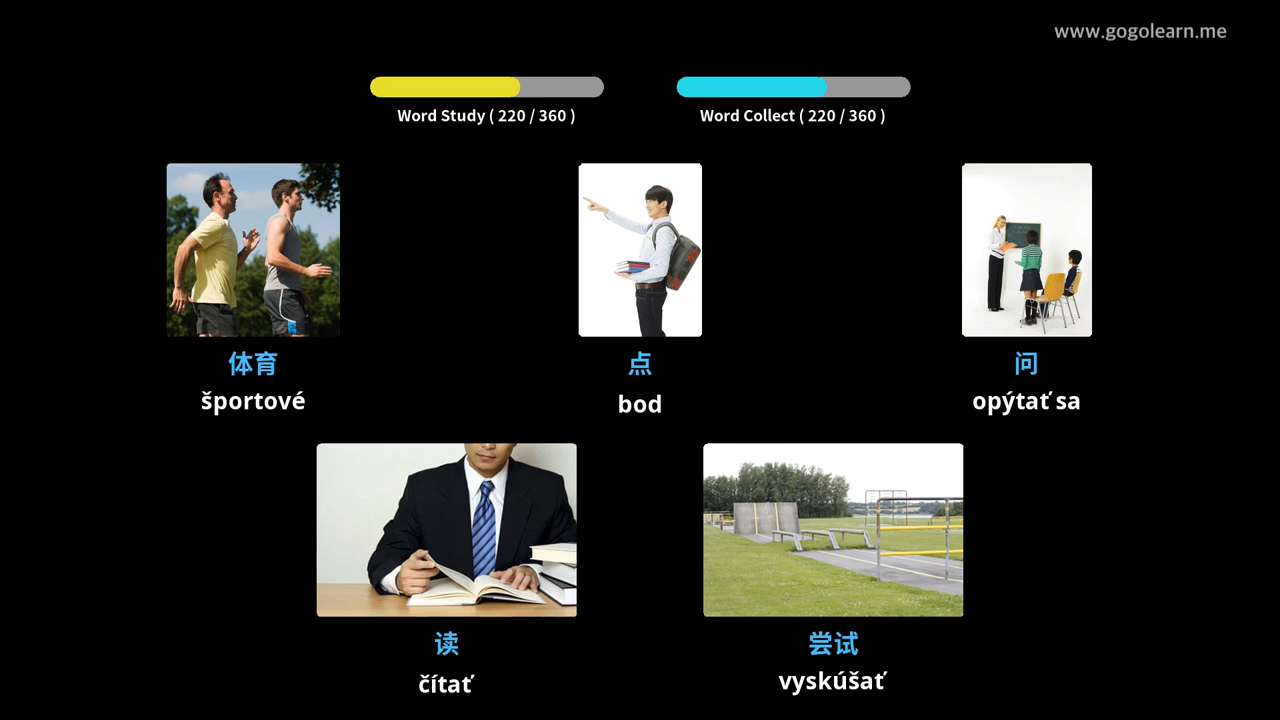 www.gogolearn.me
Word Study ( 220 / 360 )
Word Collect ( 220 / 360 )
体育
športové
点
bod
问
opýtať sa
读
čítať
尝试
vyskúšať